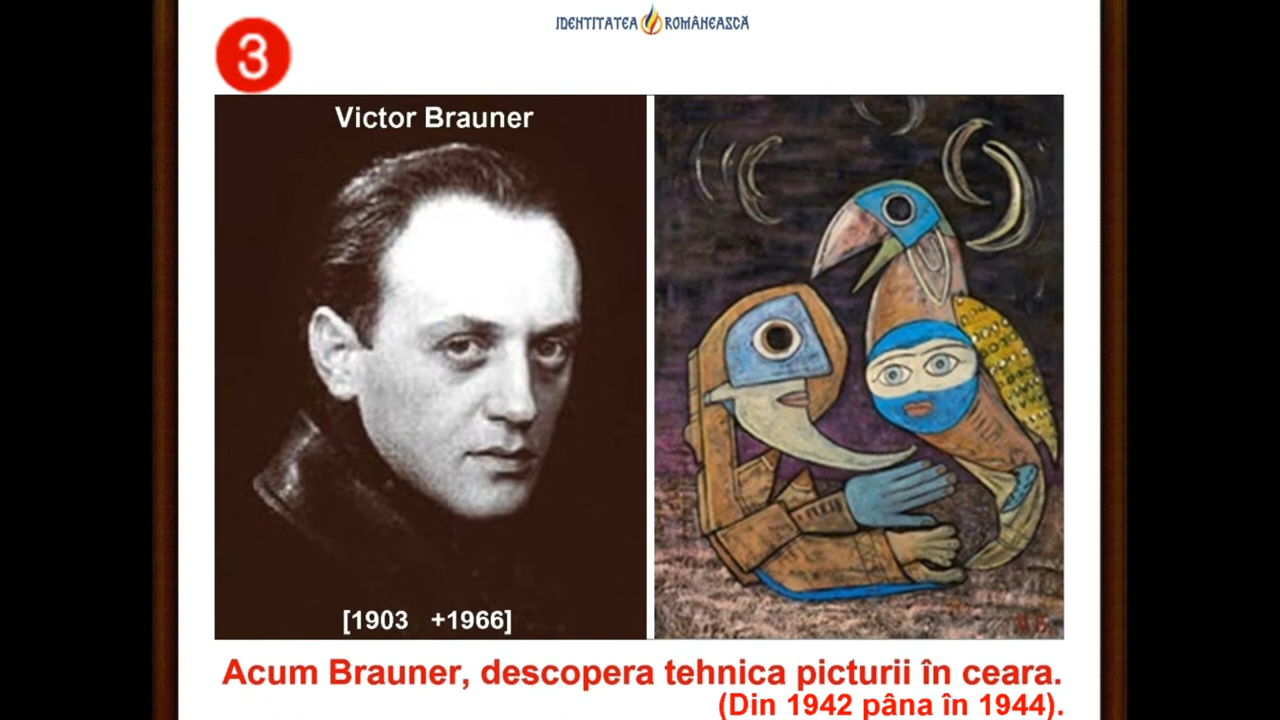 IDENTITATEA ROMÂNEASCĂ
3
Victor Brauner
[1903 +1966]
Acum Brauner, descopera tehnica picturii în ceara.
(Din 1942 pâna în 1944).